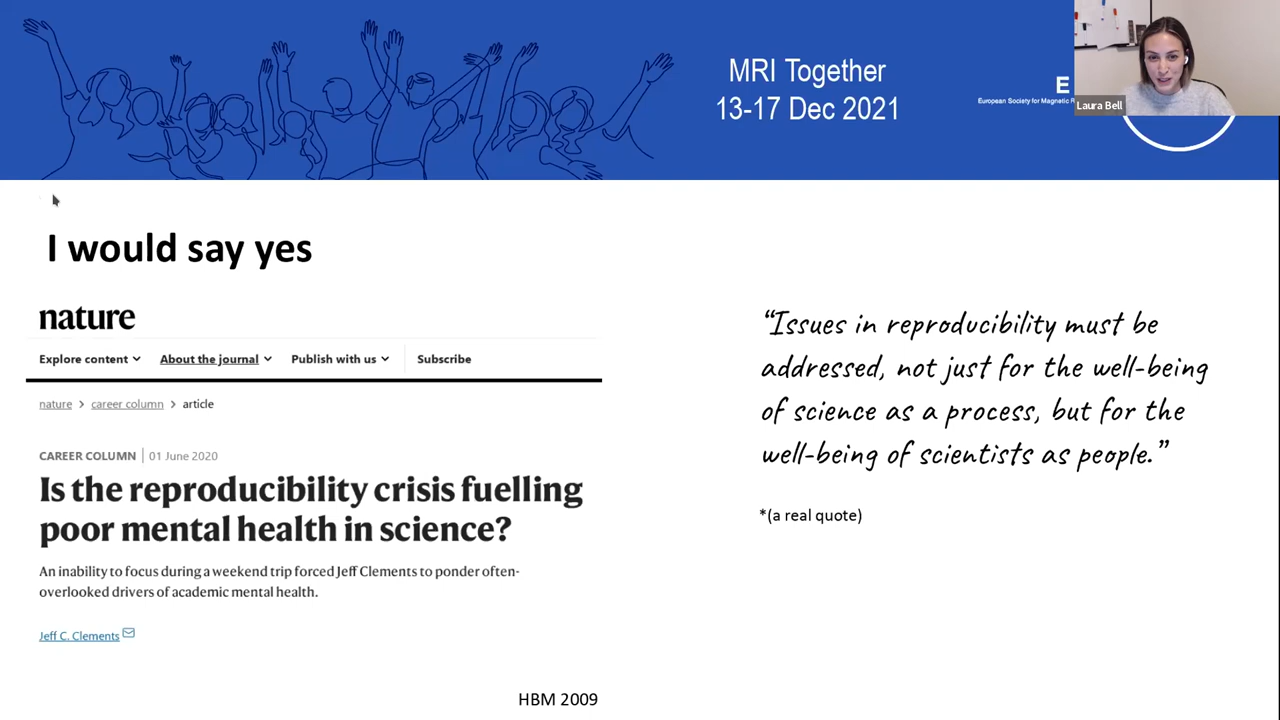 MRI Together
13-17 Dec 2021
E
European Society for Magnetic R
Laura Bell
I would say yes
nature
Explore content About the journal Publish with us Subscribe
nature > career column > article
CAREER COLUMN | 01 June 2020
Is the reproducibility crisis fuelling
poor mental health in science?
An inability to focus during a weekend trip forced Jeff Clements to ponder often-
overlooked drivers of academic mental health.
Jeff C. Clements
“Issues in reproducibility must be
addressed, not just for the well-being
of science as a process, but for the
well-being of scientists as people.”
*(a real quote)
HBM 2009